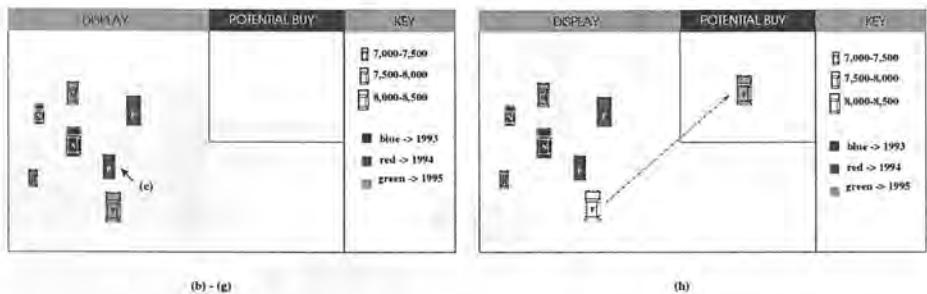 DISPLAY
POTENTIAL BUY
KEY
7,000-7,500
7,500-8,000
8,000-8,500
blue -> 1993
red -> 1994
green -> 1995
(c)
(b) - (g)
DISPLAY
POTENTIAL BUY
KEY
7,000-7,500
7,500-8,000
8,000-8,500
blue -> 1993
red -> 1994
green -> 1995
(h)